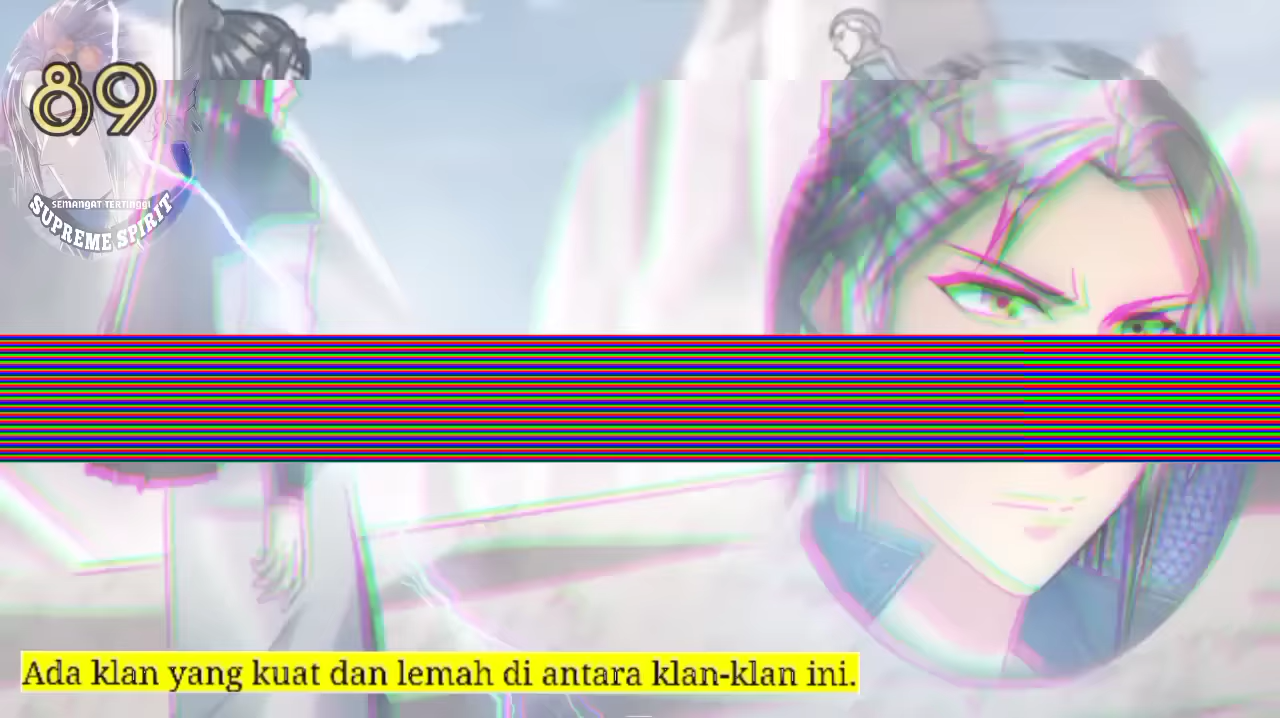 89
SEMANGAT TERTINGGI
SUPREME SPIRIT
Ada klan yang kuat dan lemah di antara klan-klan ini.